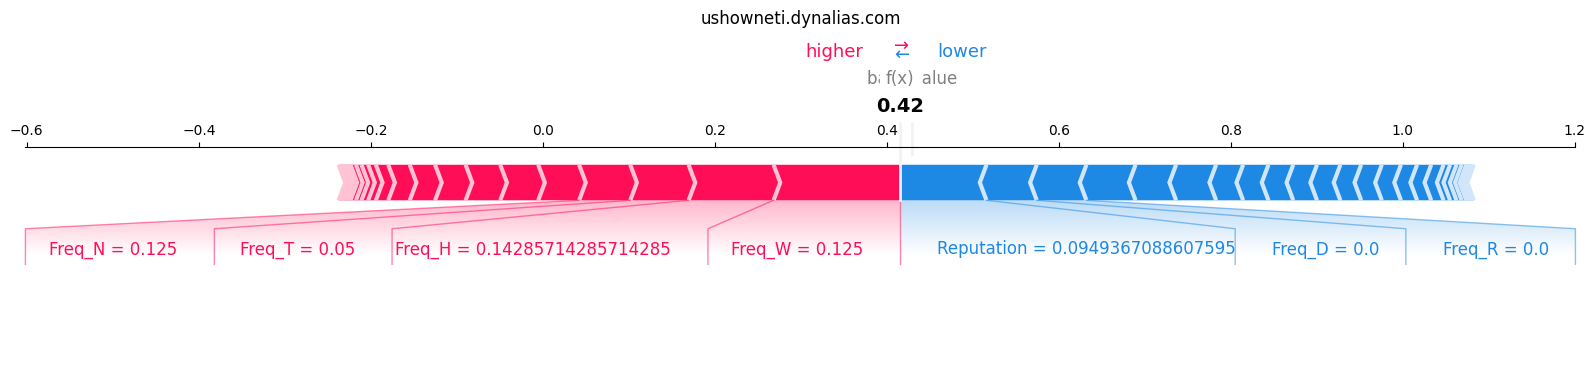 ushowneti.dynalias.com
higher → ← lower
f(x)
0.42
−0.6 −0.4 −0.2 0.0 0.2 0.4 0.6 0.8 1.0 1.2
Freq_N = 0.125 Freq_T = 0.05 Freq_H = 0.14285714285714285 Freq_W = 0.125 Reputation = 0.0949367088607595 Freq_D = 0.0 Freq_R = 0.0